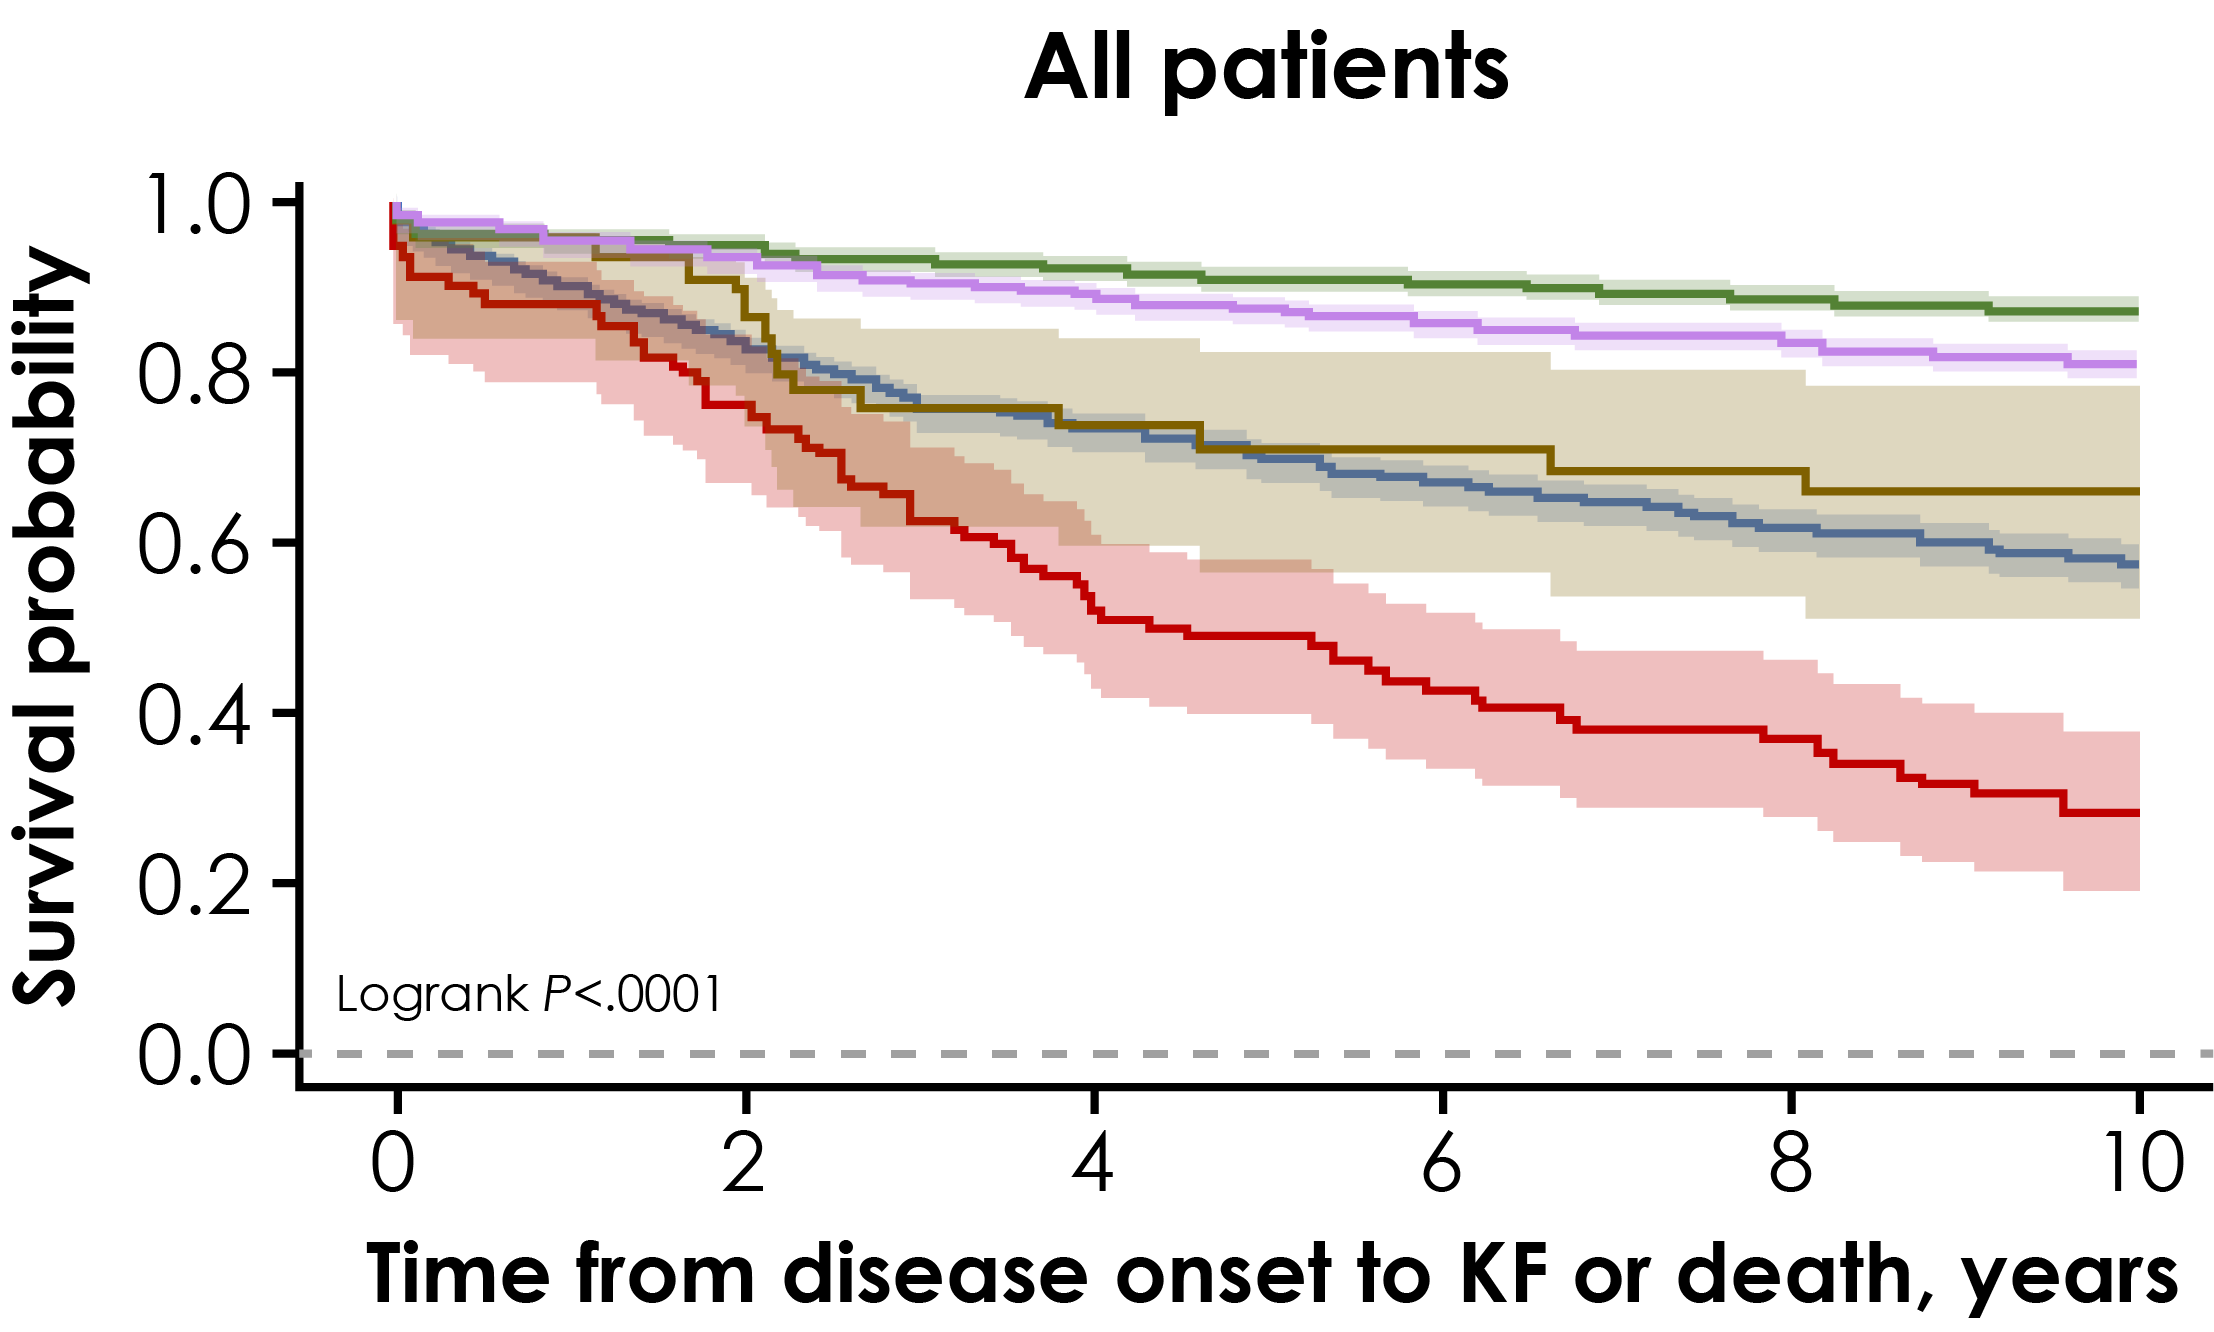 All patients
Survival probability
1.0
0.8
0.6
0.4
0.2
0.0
Logrank P<.0001
0 2 4 6 8 10
Time from disease onset to KF or death, years